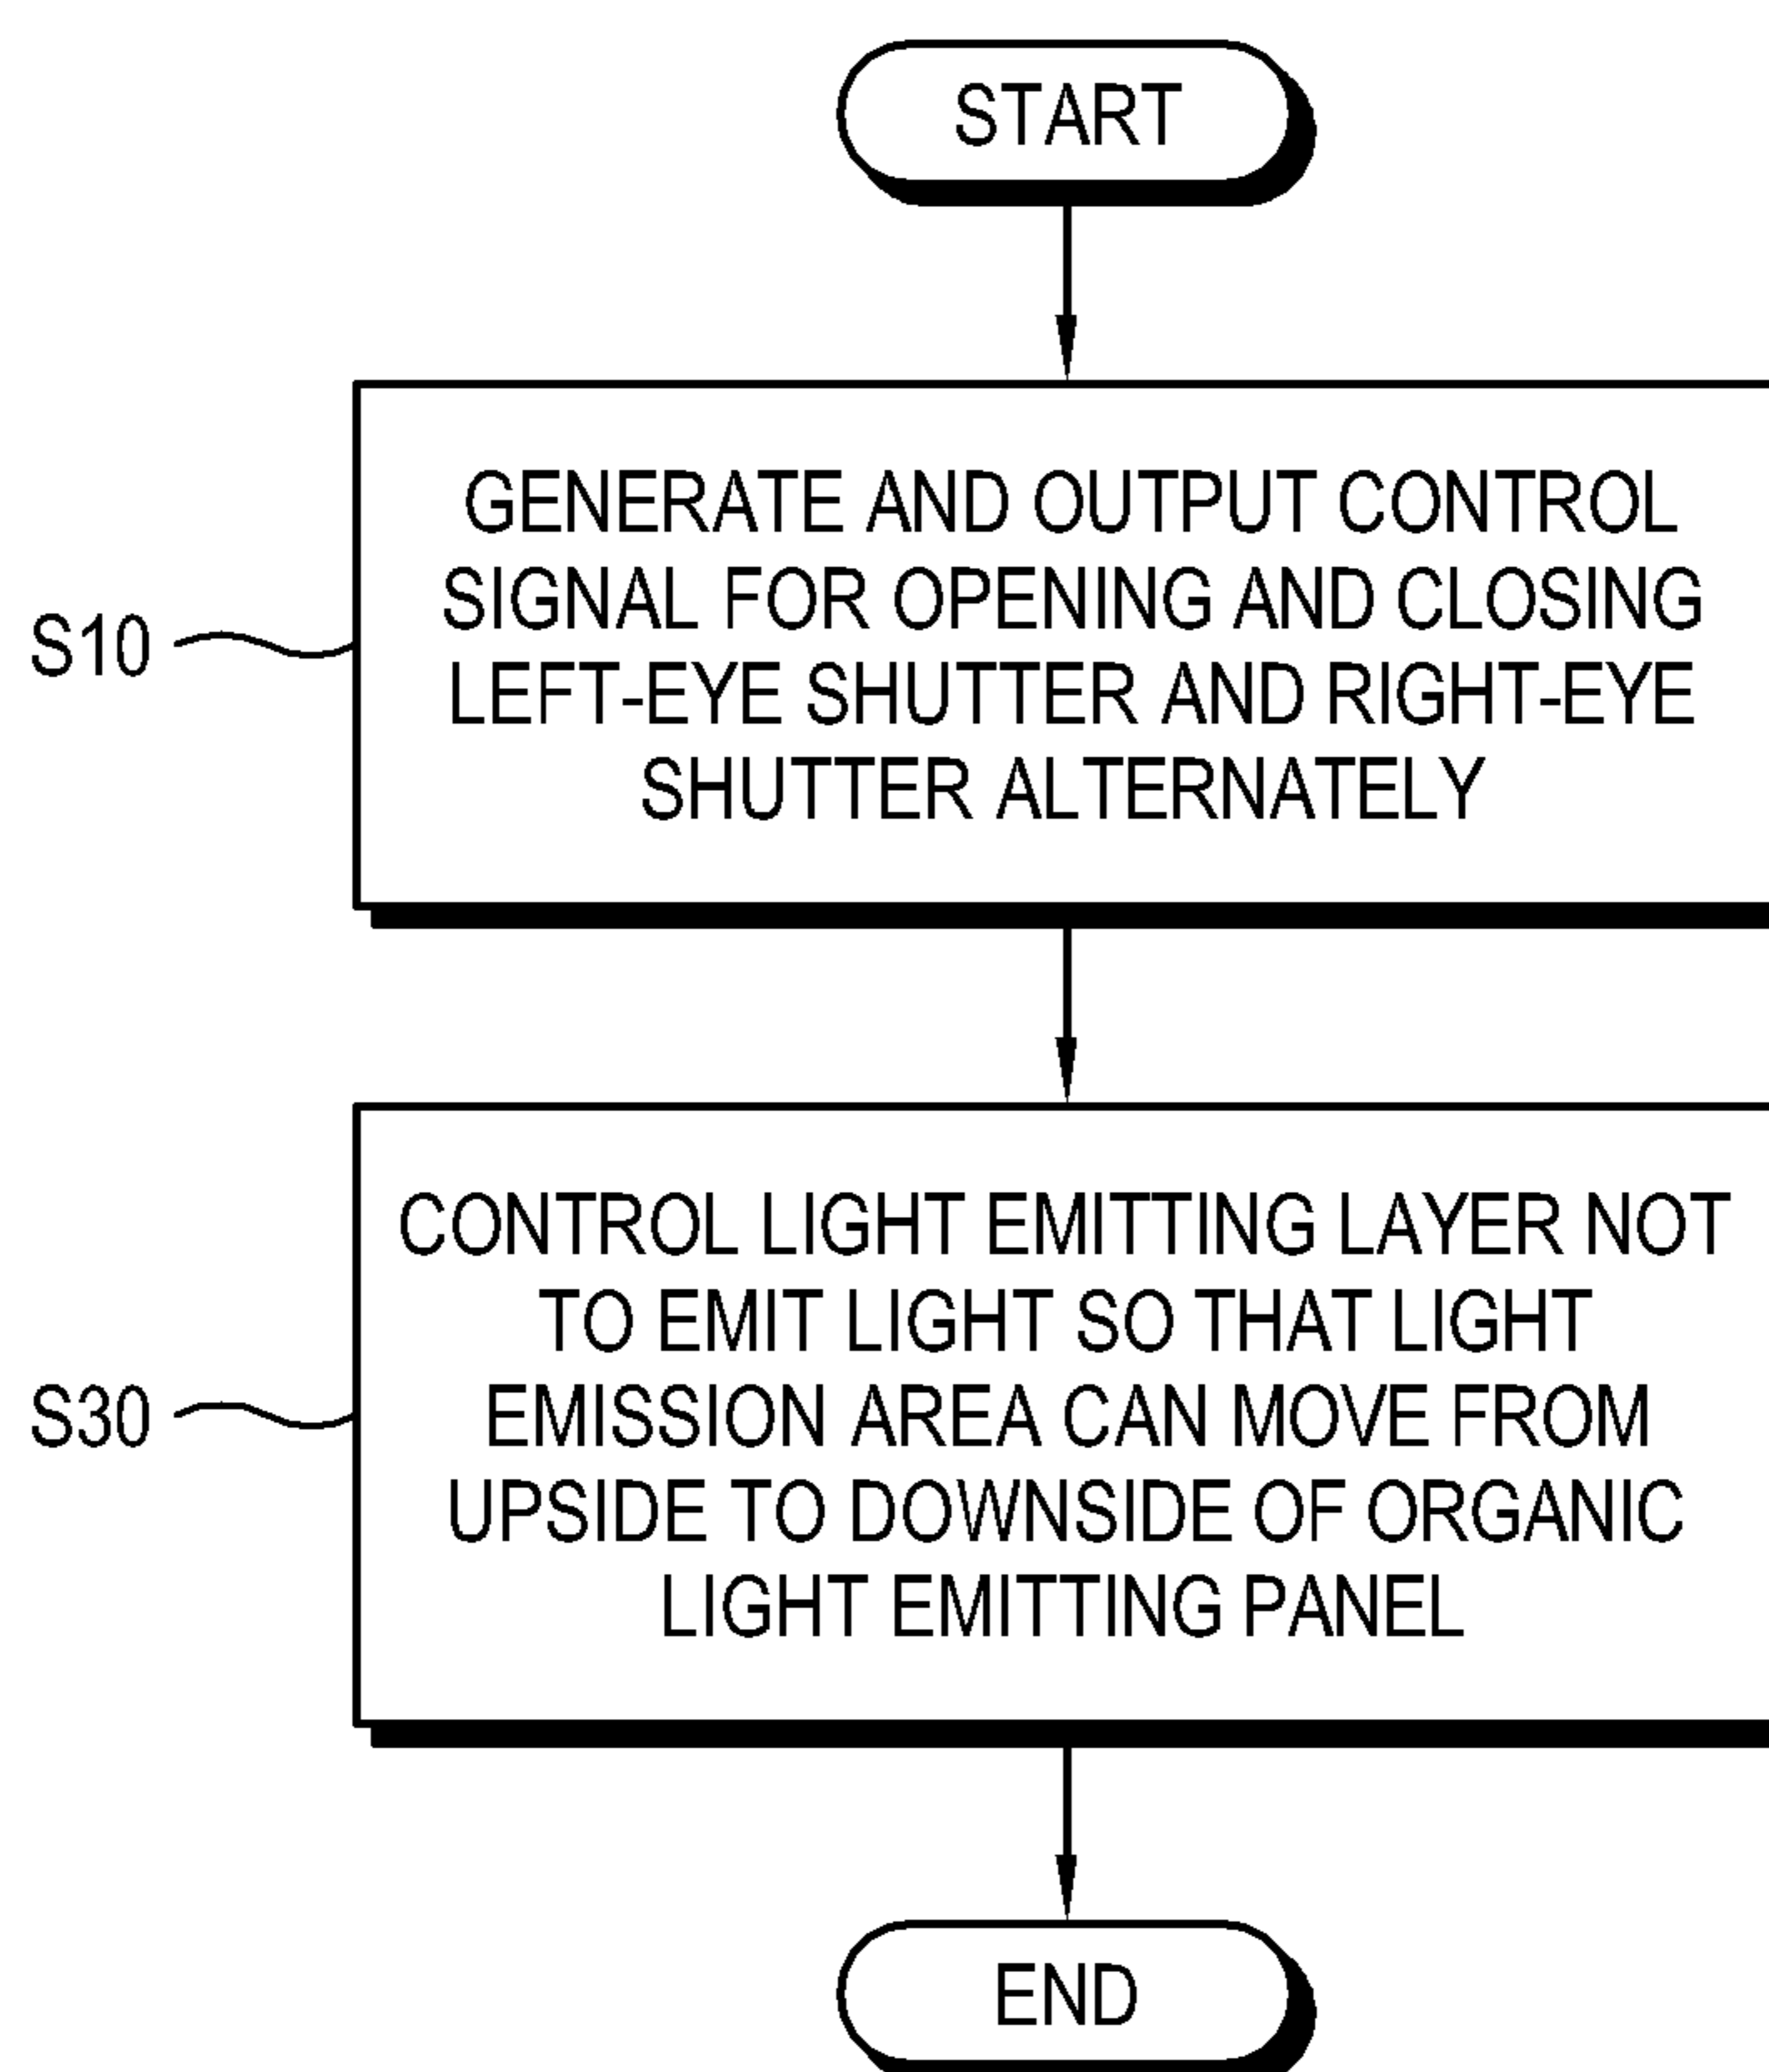 START
GENERATE AND OUTPUT CONTROL
SIGNAL FOR OPENING AND CLOSING
S10
LEFT-EYE SHUTTER AND RIGHT-EYE
SHUTTER ALTERNATELY
CONTROL LIGHT EMITTING LAYER NOT
TO EMIT LIGHT SO THAT LIGHT
S30
EMISSION AREA CAN MOVE FROM
UPSIDE TO DOWNSIDE OF ORGANIC
LIGHT EMITTING PANEL
END